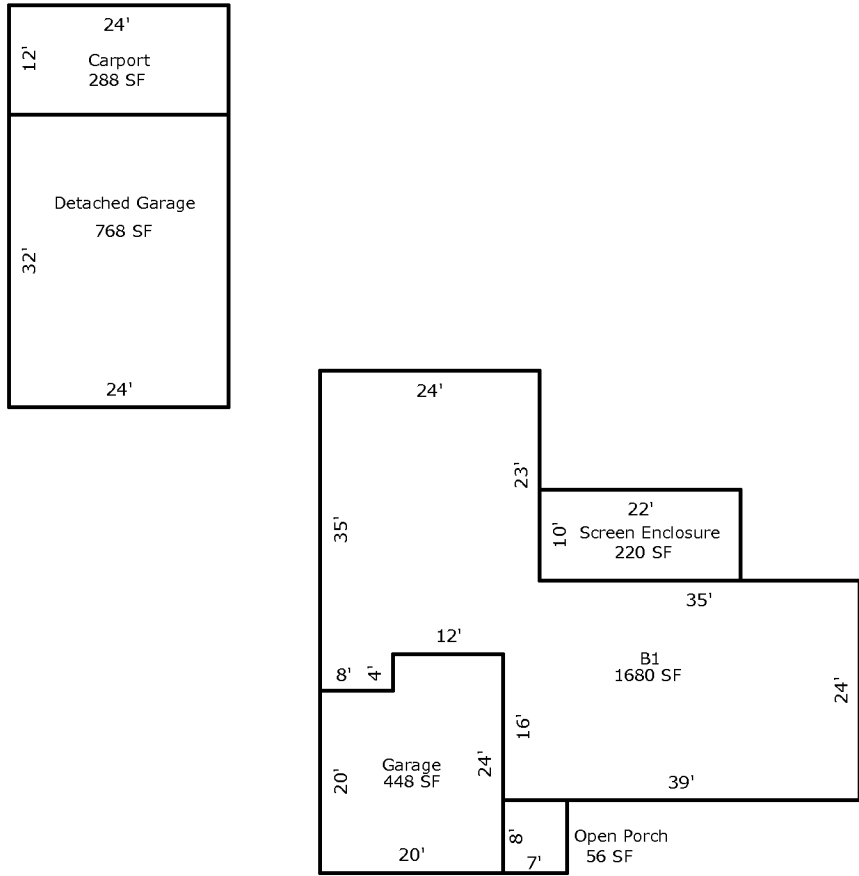 24'
12'
Carport
288 SF
Detached Garage
768 SF
32'
24'
24'
23'
35'
22'
10'
Screen Enclosure
220 SF
35'
12'
B1
1680 SF
8'
4'
24'
16'
Garage
448 SF
20'
24'
39'
20'
8'
7'
Open Porch
56 SF